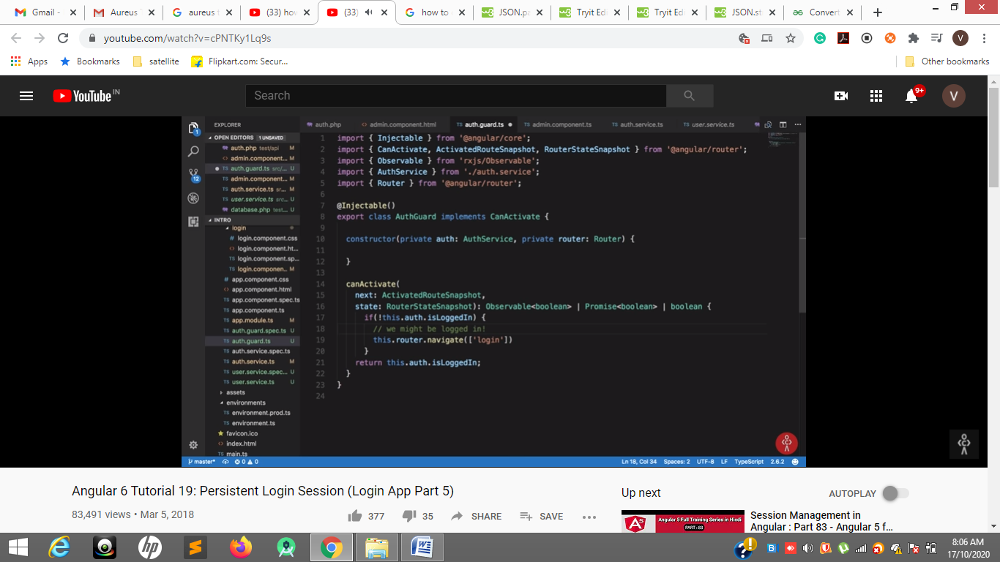 Gmail -
Aureus T
aureus t
(33) how
(33)
how to
JSON.pa
Tryit Edi
Tryit Edi
JSON.st
Convert
youtube.com/watch?v=cPNTKy1Lq9s
V
Apps
Bookmarks
satellite
Flipkart.com: Secur...
Other bookmarks
YouTube IN
Search
9+
V
EXPLORER
auth.php
admin.component.html
auth.guard.ts
admin.component.ts
auth.service.ts
user.service.ts
OPEN EDITORS 1 UNSAVED
auth.php test/api M
admin.component... M
auth.guard.ts src/... U
admin.component... M
auth.service.ts sr... M
user.service.ts src... U
database.php test... U
INTRO
login
login.component.css
login.component.ht...
login.component.sp...
login.componen... M
app.component.css
app.component.html
app.component.spec.ts
app.component.ts
app.module.ts M
auth.guard.spec.ts U
auth.guard.ts U
auth.service.spec.ts
auth.service.ts M
user.service.spec... U
user.service.ts U
assets
environments
environment.prod.ts
environment.ts
favicon.ico
index.html
main.ts
1 import { Injectable } from '@angular/core';
2 import { CanActivate, ActivatedRouteSnapshot, RouterStateSnapshot } from '@angular/router';
3 import { Observable } from 'rxjs/Observable';
4 import { AuthService } from './auth.service';
5 import { Router } from '@angular/router';
6
7 @Injectable()
8 export class AuthGuard implements CanActivate {
9
10 constructor(private auth: AuthService, private router: Router) {
11
12 }
13
14 canActivate(
15 next: ActivatedRouteSnapshot,
16 state: RouterStateSnapshot): Observable<boolean> | Promise<boolean> | boolean {
17 if(!this.auth.isLoggedIn) {
18 // we might be logged in!
19 this.router.navigate(['login'])
20 }
21 return this.auth.isLoggedIn;
22 }
23 }
24
master* 0 0
Ln 18, Col 34 Spaces: 2 UTF-8 LF TypeScript 2.6.2
Angular 6 Tutorial 19: Persistent Login Session (Login App Part 5)
83,491 views • Mar 5, 2018
377
35
SHARE
SAVE
Up next
AUTOPLAY
Angular 5 Full Training Series in Hindi
PART : 83
Session Management in
Angular : Part 83 - Angular 5 f...
8:06 AM
17/10/2020